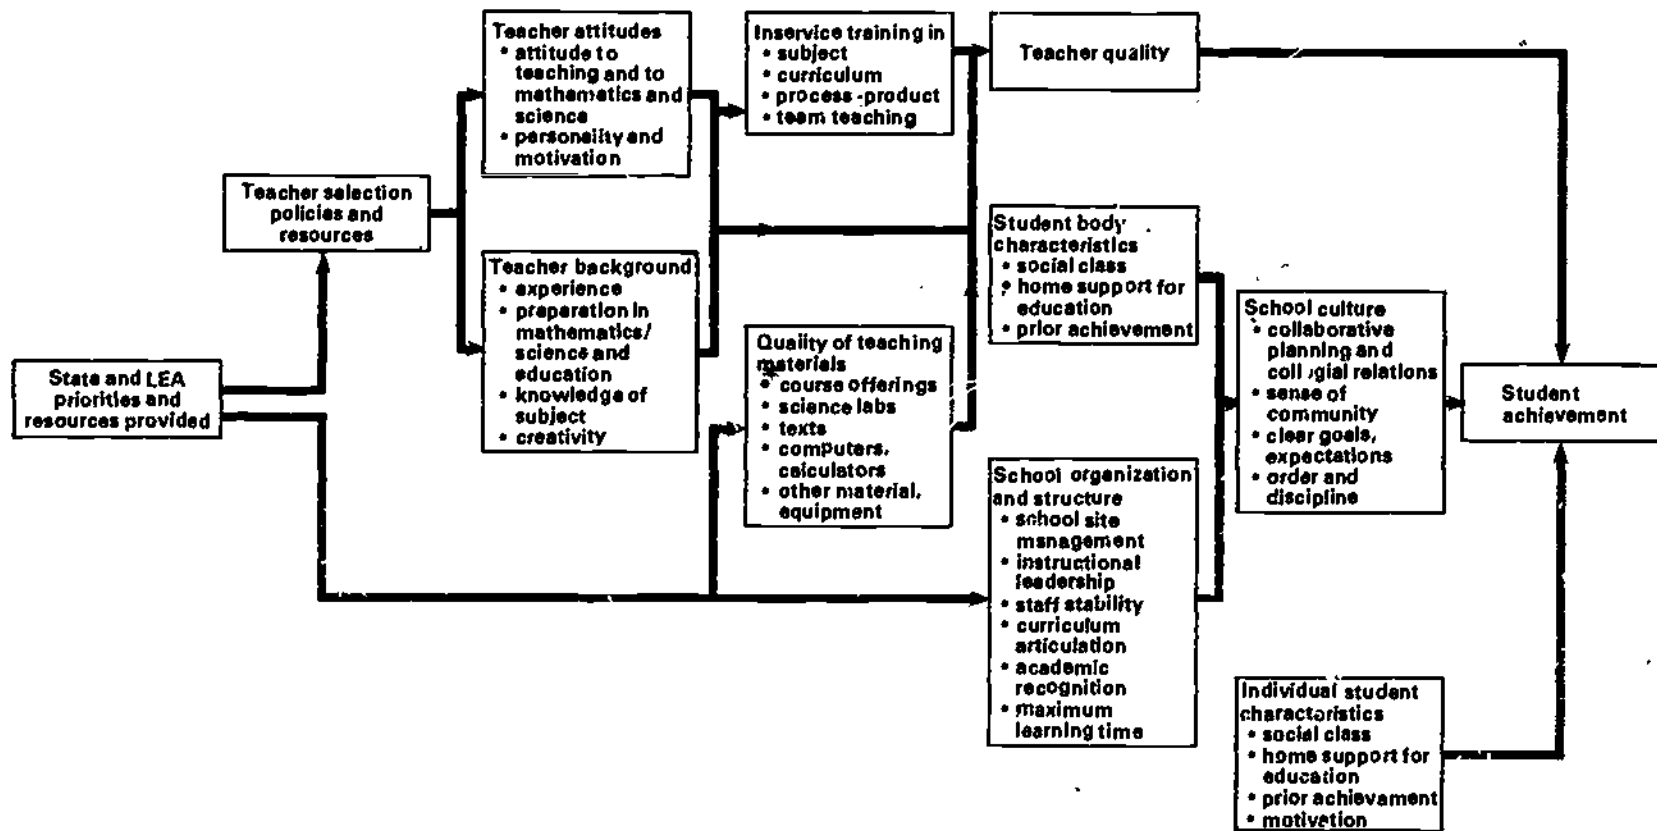 Teacher attitudes
• attitude to
teaching and to
mathematics and
science
• personality and
motivation
Inservice training in
• subject
• curriculum
• process-product
• team teaching
Teacher quality
Teacher selection
policies and
resources
Teacher background
• experience
• preparation in
mathematics/
science and
education
• knowledge of
subject
• creativity
Student body
characteristics
• social class
• home support for
education
• prior achievement
State and LEA
priorities and
resources provided
Quality of teaching
materials
• course offerings
• science labs
• texts
• computers,
calculators
• other material,
equipment
School culture
• collaborative
planning and
collegial relations
• sense of
community
• clear goals,
expectations
• order and
discipline
Student
achievement
School organization
and structure
• school site
msnagement
• instructional
leadership
• staff stability
• curriculum
articulation
• academic
recognition
• maximum
learning time
Individual student
characteristics
• social class
• home support for
education
• prior achievament
• motivation